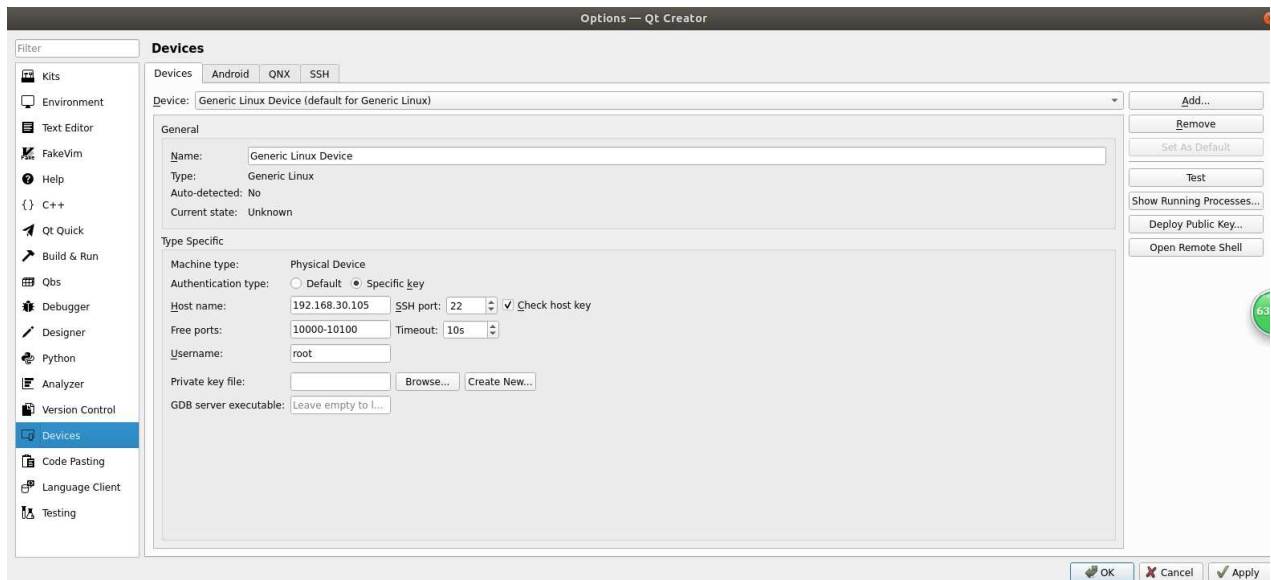 Options — Qt Creator
Filter
Devices
Kits
Environment
Text Editor
FakeVim
Help
{} C++
Qt Quick
Build & Run
Qbs
Debugger
Designer
Python
Analyzer
Version Control
Devices
Code Pasting
Language Client
Testing
Devices Android QNX SSH
Device: Generic Linux Device (default for Generic Linux)
General
Name: Generic Linux Device
Type: Generic Linux
Auto-detected: No
Current state: Unknown
Type Specific
Machine type: Physical Device
Authentication type: Default Specific key
Host name: 192.168.30.105 SSH port: 22 Check host key
Free ports: 10000-10100 Timeout: 10s
Username: root
Private key file: Browse... Create New...
GDB server executable: Leave empty to l...
Add...
Remove
Set As Default
Test
Show Running Processes...
Deploy Public Key...
Open Remote Shell
63
OK Cancel Apply